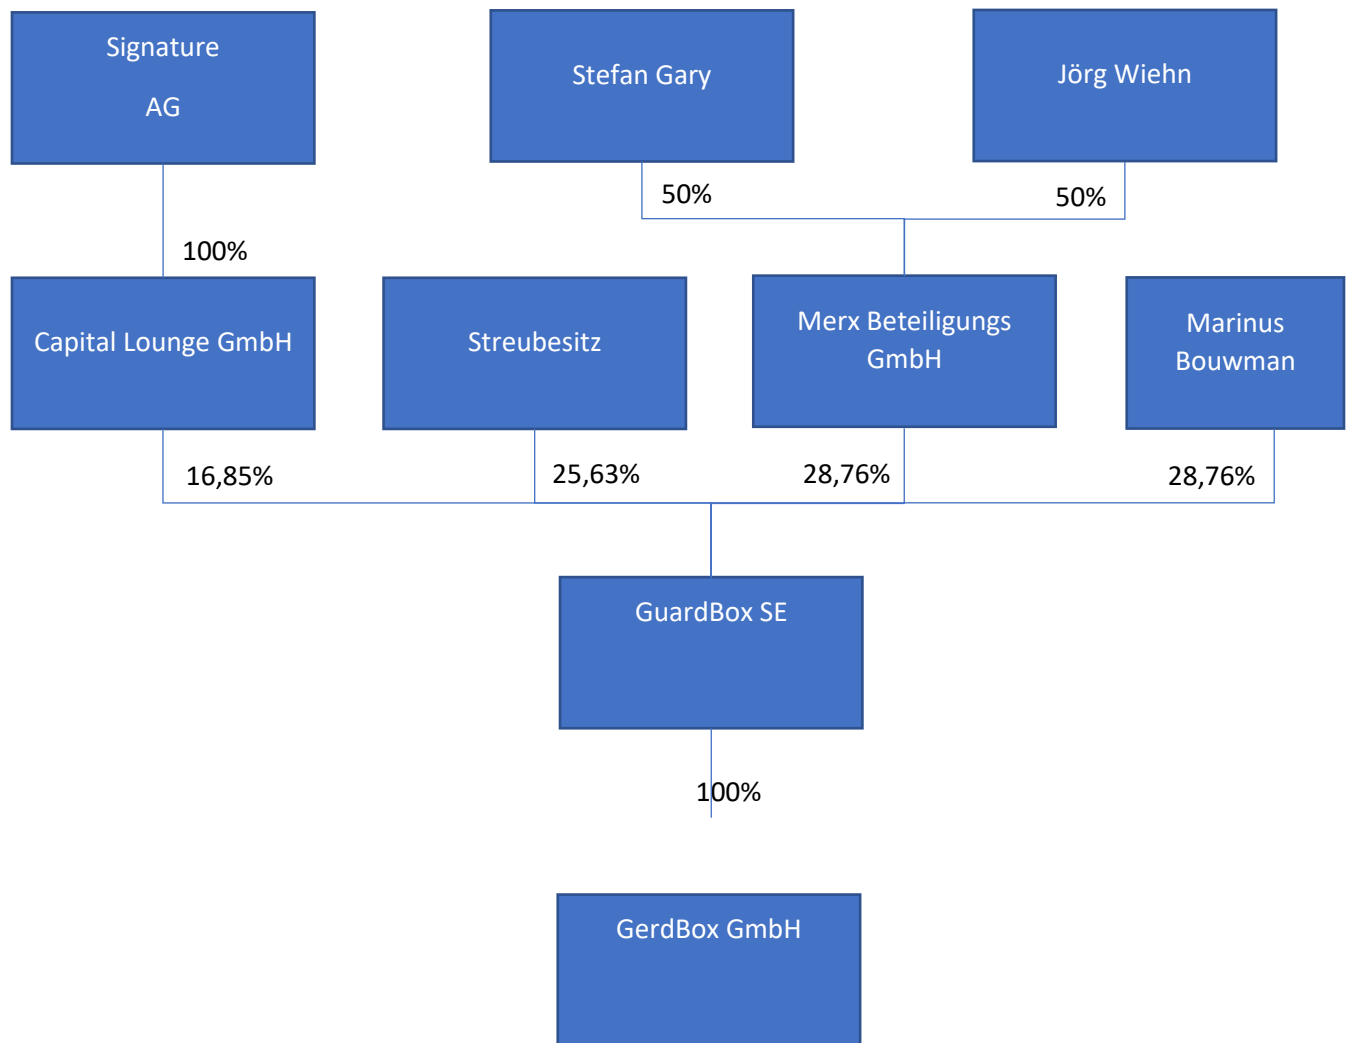 Signature
AG
Stefan Gary
Jörg Wiehn
50%
50%
100%
Capital Lounge GmbH
Streubesitz
Merx Beteiligungs
GmbH
Marinus
Bouwman
16,85%
25,63%
28,76%
28,76%
GuardBox SE
100%
GerdBox GmbH